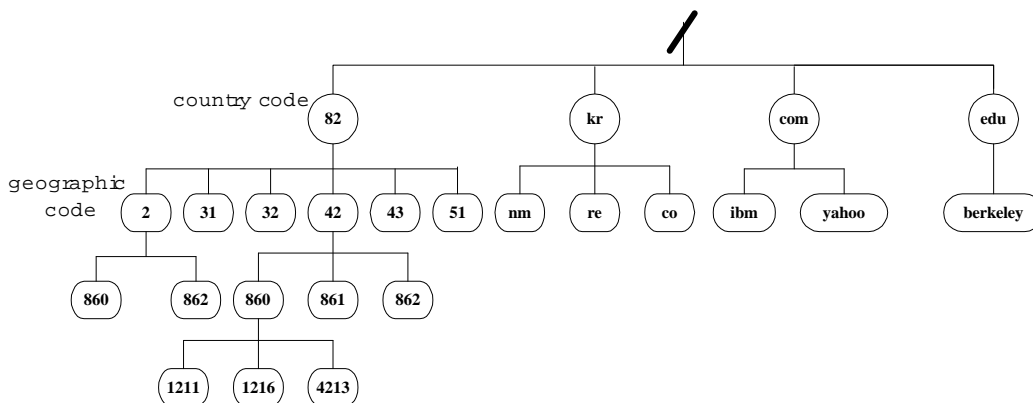 country code
82
kr
com
edu
geographic
code
2
31
32
42
43
51
nm
re
co
ibm
yahoo
berkeley
860
862
860
861
862
1211
1216
4213